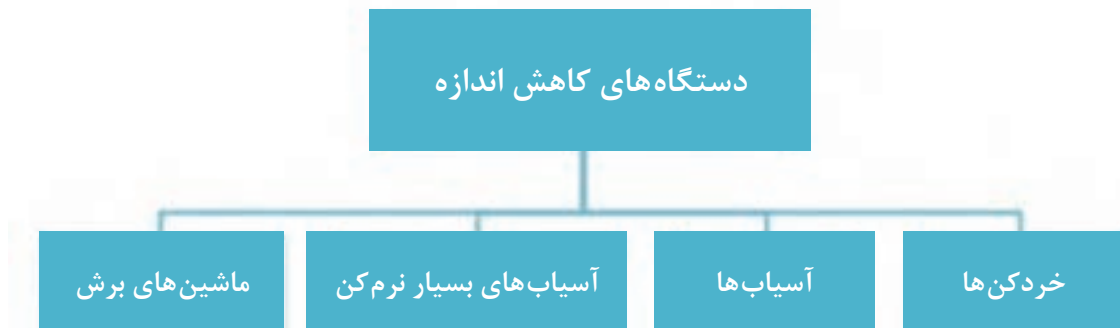 دستگاه‌های کاهش اندازه
خردکن‌ها
آسیاب‌ها
آسیاب‌های بسیار نرم‌کن
ماشین‌های برش